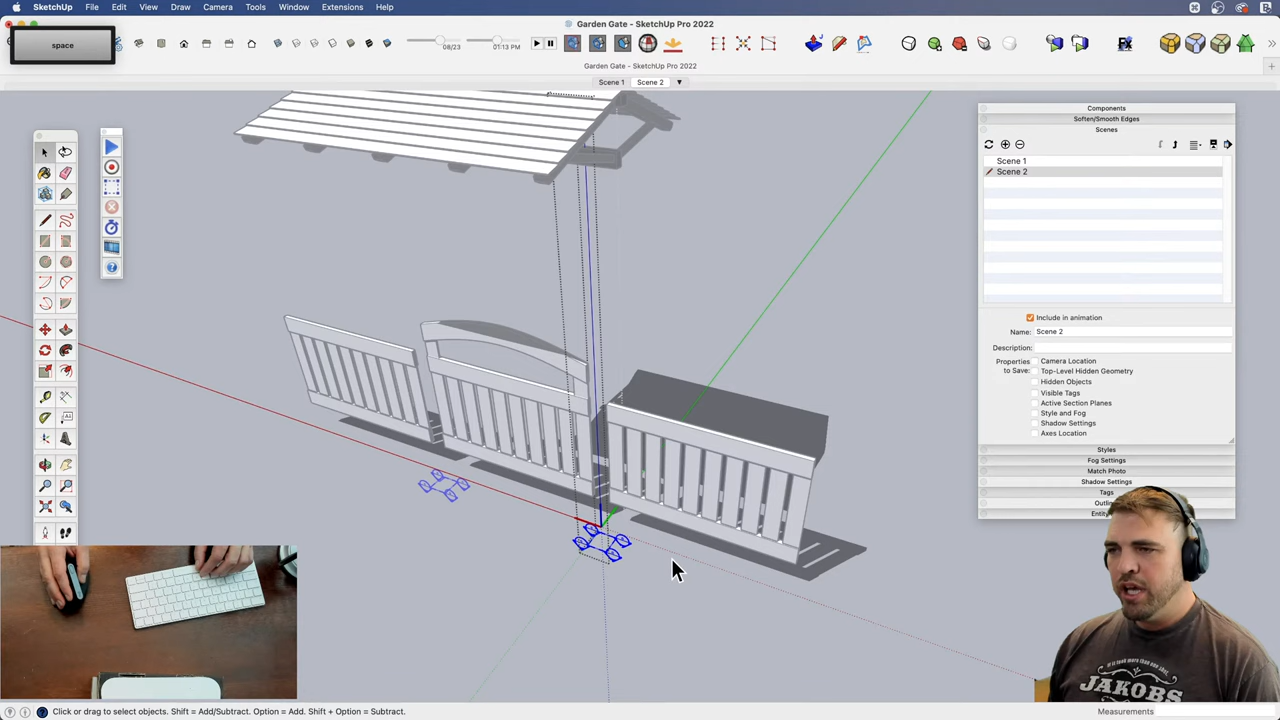 SketchUp File Edit View Draw Camera Tools Window Extensions Help
space
Garden Gate - SketchUp Pro 2022
08/23
01:13 PM
Garden Gate - SketchUp Pro 2022
Scene 1
Scene 2
Components
Soften/Smooth Edges
Scenes
Scene 1
Scene 2
Include in animation
Name: Scene 2
Description:
Properties to Save:
Camera Location
Top-Level Hidden Geometry
Hidden Objects
Visible Tags
Active Section Planes
Style and Fog
Shadow Settings
Axes Location
Styles
Fog Settings
Match Photo
Shadow Settings
Tags
JAKOBS
Click or drag to select objects. Shift = Add/Subtract. Option = Add. Shift + Option = Subtract.
Measurements